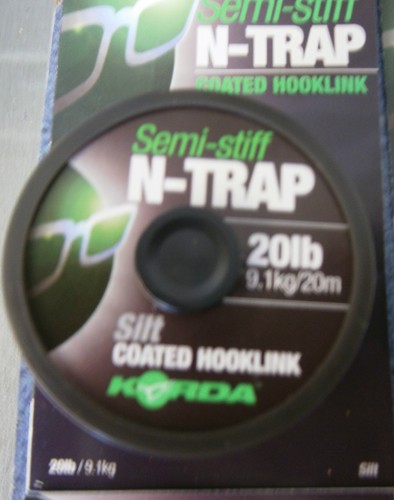 Semi-stiff
N-TRAP
COATED HOOKLINK
Semi-stiff
N-TRAP
20lb
9.1kg/20m
Silt
COATED HOOKLINK
KORDA
20lb / 9.1kg
Silt